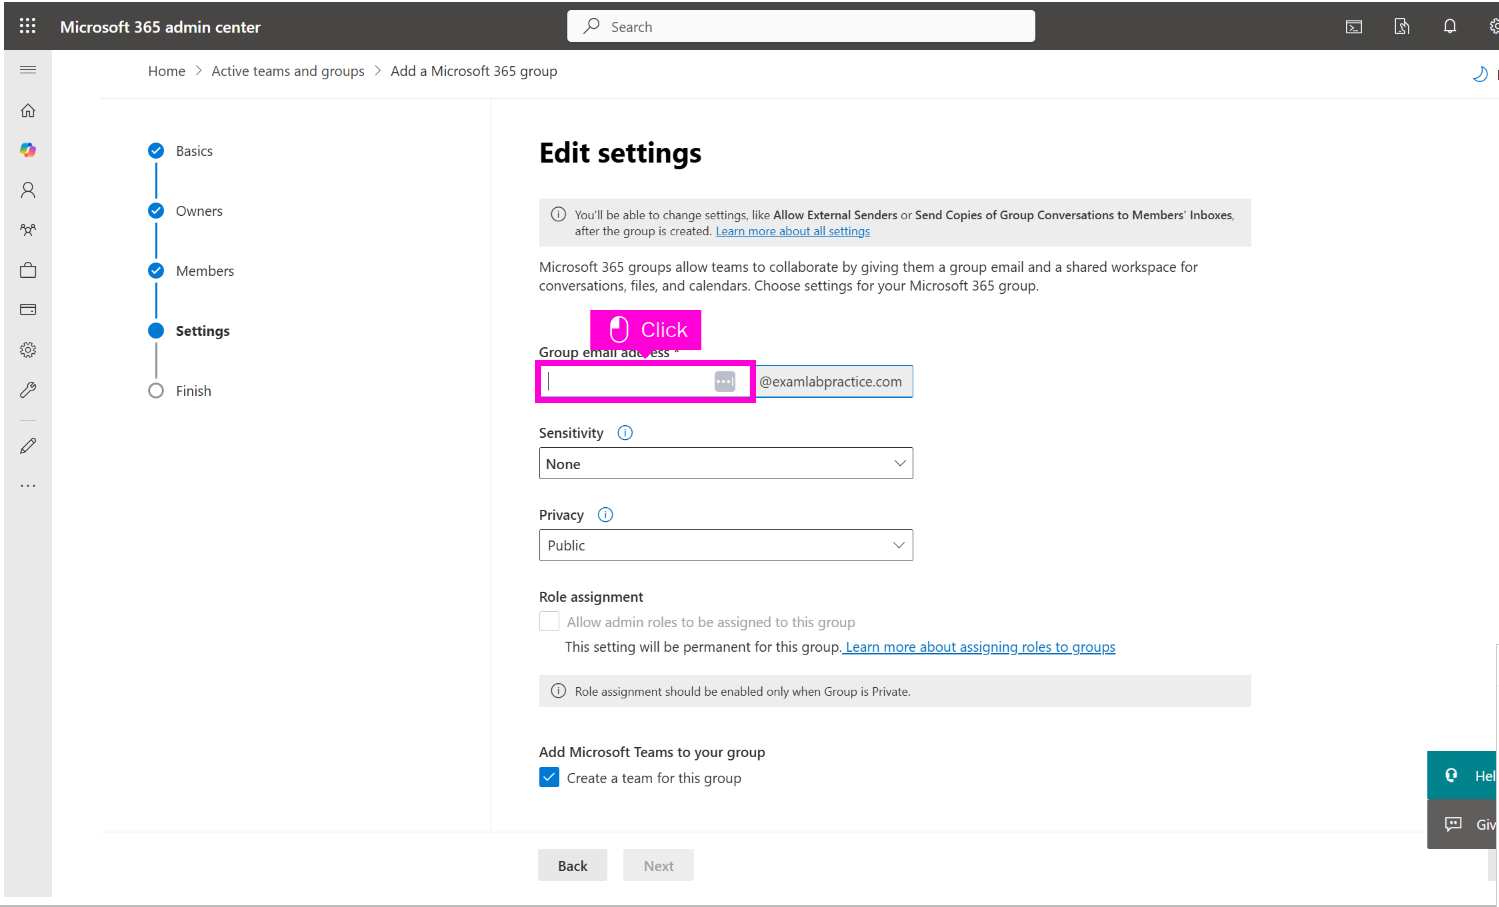 Microsoft 365 admin center
Search
Home > Active teams and groups > Add a Microsoft 365 group
Basics
Owners
Members
Settings
Finish
Edit settings
You'll be able to change settings, like Allow External Senders or Send Copies of Group Conversations to Members' Inboxes,
after the group is created. Learn more about all settings
Microsoft 365 groups allow teams to collaborate by giving them a group email and a shared workspace for
conversations, files, and calendars. Choose settings for your Microsoft 365 group.
Click
Group email address *
@examlabpractice.com
Sensitivity
None
Privacy
Public
Role assignment
Allow admin roles to be assigned to this group
This setting will be permanent for this group. Learn more about assigning roles to groups
Role assignment should be enabled only when Group is Private.
Add Microsoft Teams to your group
Create a team for this group
Hel
Giv
Back
Next